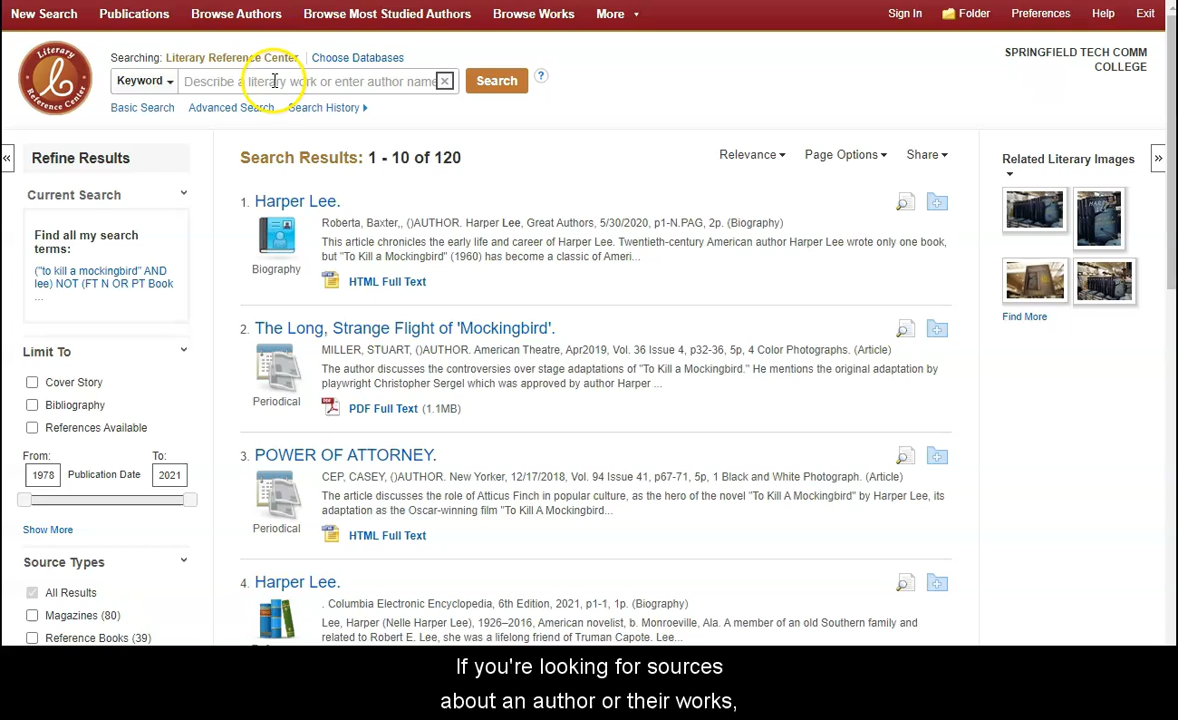 New Search Publications Browse Authors Browse Most Studied Authors Browse Works More Sign In Folder Preferences Help Exit
Literary Reference Center
Searching: Literary Reference Center Choose Databases
SPRINGFIELD TECH COMM COLLEGE
Keyword Describe a literary work or enter author name Search ?
Basic Search Advanced Search Search History
Refine Results
Current Search
Find all my search
terms:
("to kill a mockingbird" AND
lee) NOT (FT N OR PT Book
...
Limit To
Cover Story
Bibliography
References Available
From: To:
1978 Publication Date 2021
Show More
Source Types
All Results
Magazines (80)
Reference Books (39)
Search Results: 1 - 10 of 120
Relevance Page Options Share
1. Harper Lee.
Biography
Roberta, Baxter,, ()AUTHOR. Harper Lee, Great Authors, 5/30/2020, p1-N.PAG, 2p. (Biography)
This article chronicles the early life and career of Harper Lee. Twentieth-century American author Harper Lee wrote only one book,
but "To Kill a Mockingbird" (1960) has become a classic of Ameri...
HTML Full Text
2. The Long, Strange Flight of 'Mockingbird'.
Periodical
MILLER, STUART, ()AUTHOR. American Theatre, Apr2019, Vol. 36 Issue 4, p32-36, 5p, 4 Color Photographs. (Article)
The author discusses the controversies over stage adaptations of "To Kill a Mockingbird." He mentions the original adaptation by
playwright Christopher Sergel which was approved by author Harper ...
PDF Full Text (1.1MB)
3. POWER OF ATTORNEY.
Periodical
CEP, CASEY, ()AUTHOR. New Yorker, 12/17/2018, Vol. 94 Issue 41, p67-71, 5p, 1 Black and White Photograph. (Article)
The article discusses the role of Atticus Finch in popular culture, as the hero of the novel "To Kill A Mockingbird" by Harper Lee, its
adaptation as the Oscar-winning film "To Kill A Mockingbird...
HTML Full Text
4. Harper Lee.
. Columbia Electronic Encyclopedia, 6th Edition, 2021, p1-1, 1p. (Biography)
Lee, Harper (Nelle Harper Lee), 1926–2016, American novelist, b. Monroeville, Ala. A member of an old Southern family and
related to Robert E. Lee, she was a lifelong friend of Truman Capote. Lee...
Related Literary Images
Find More
If you're looking for sources
about an author or their works,